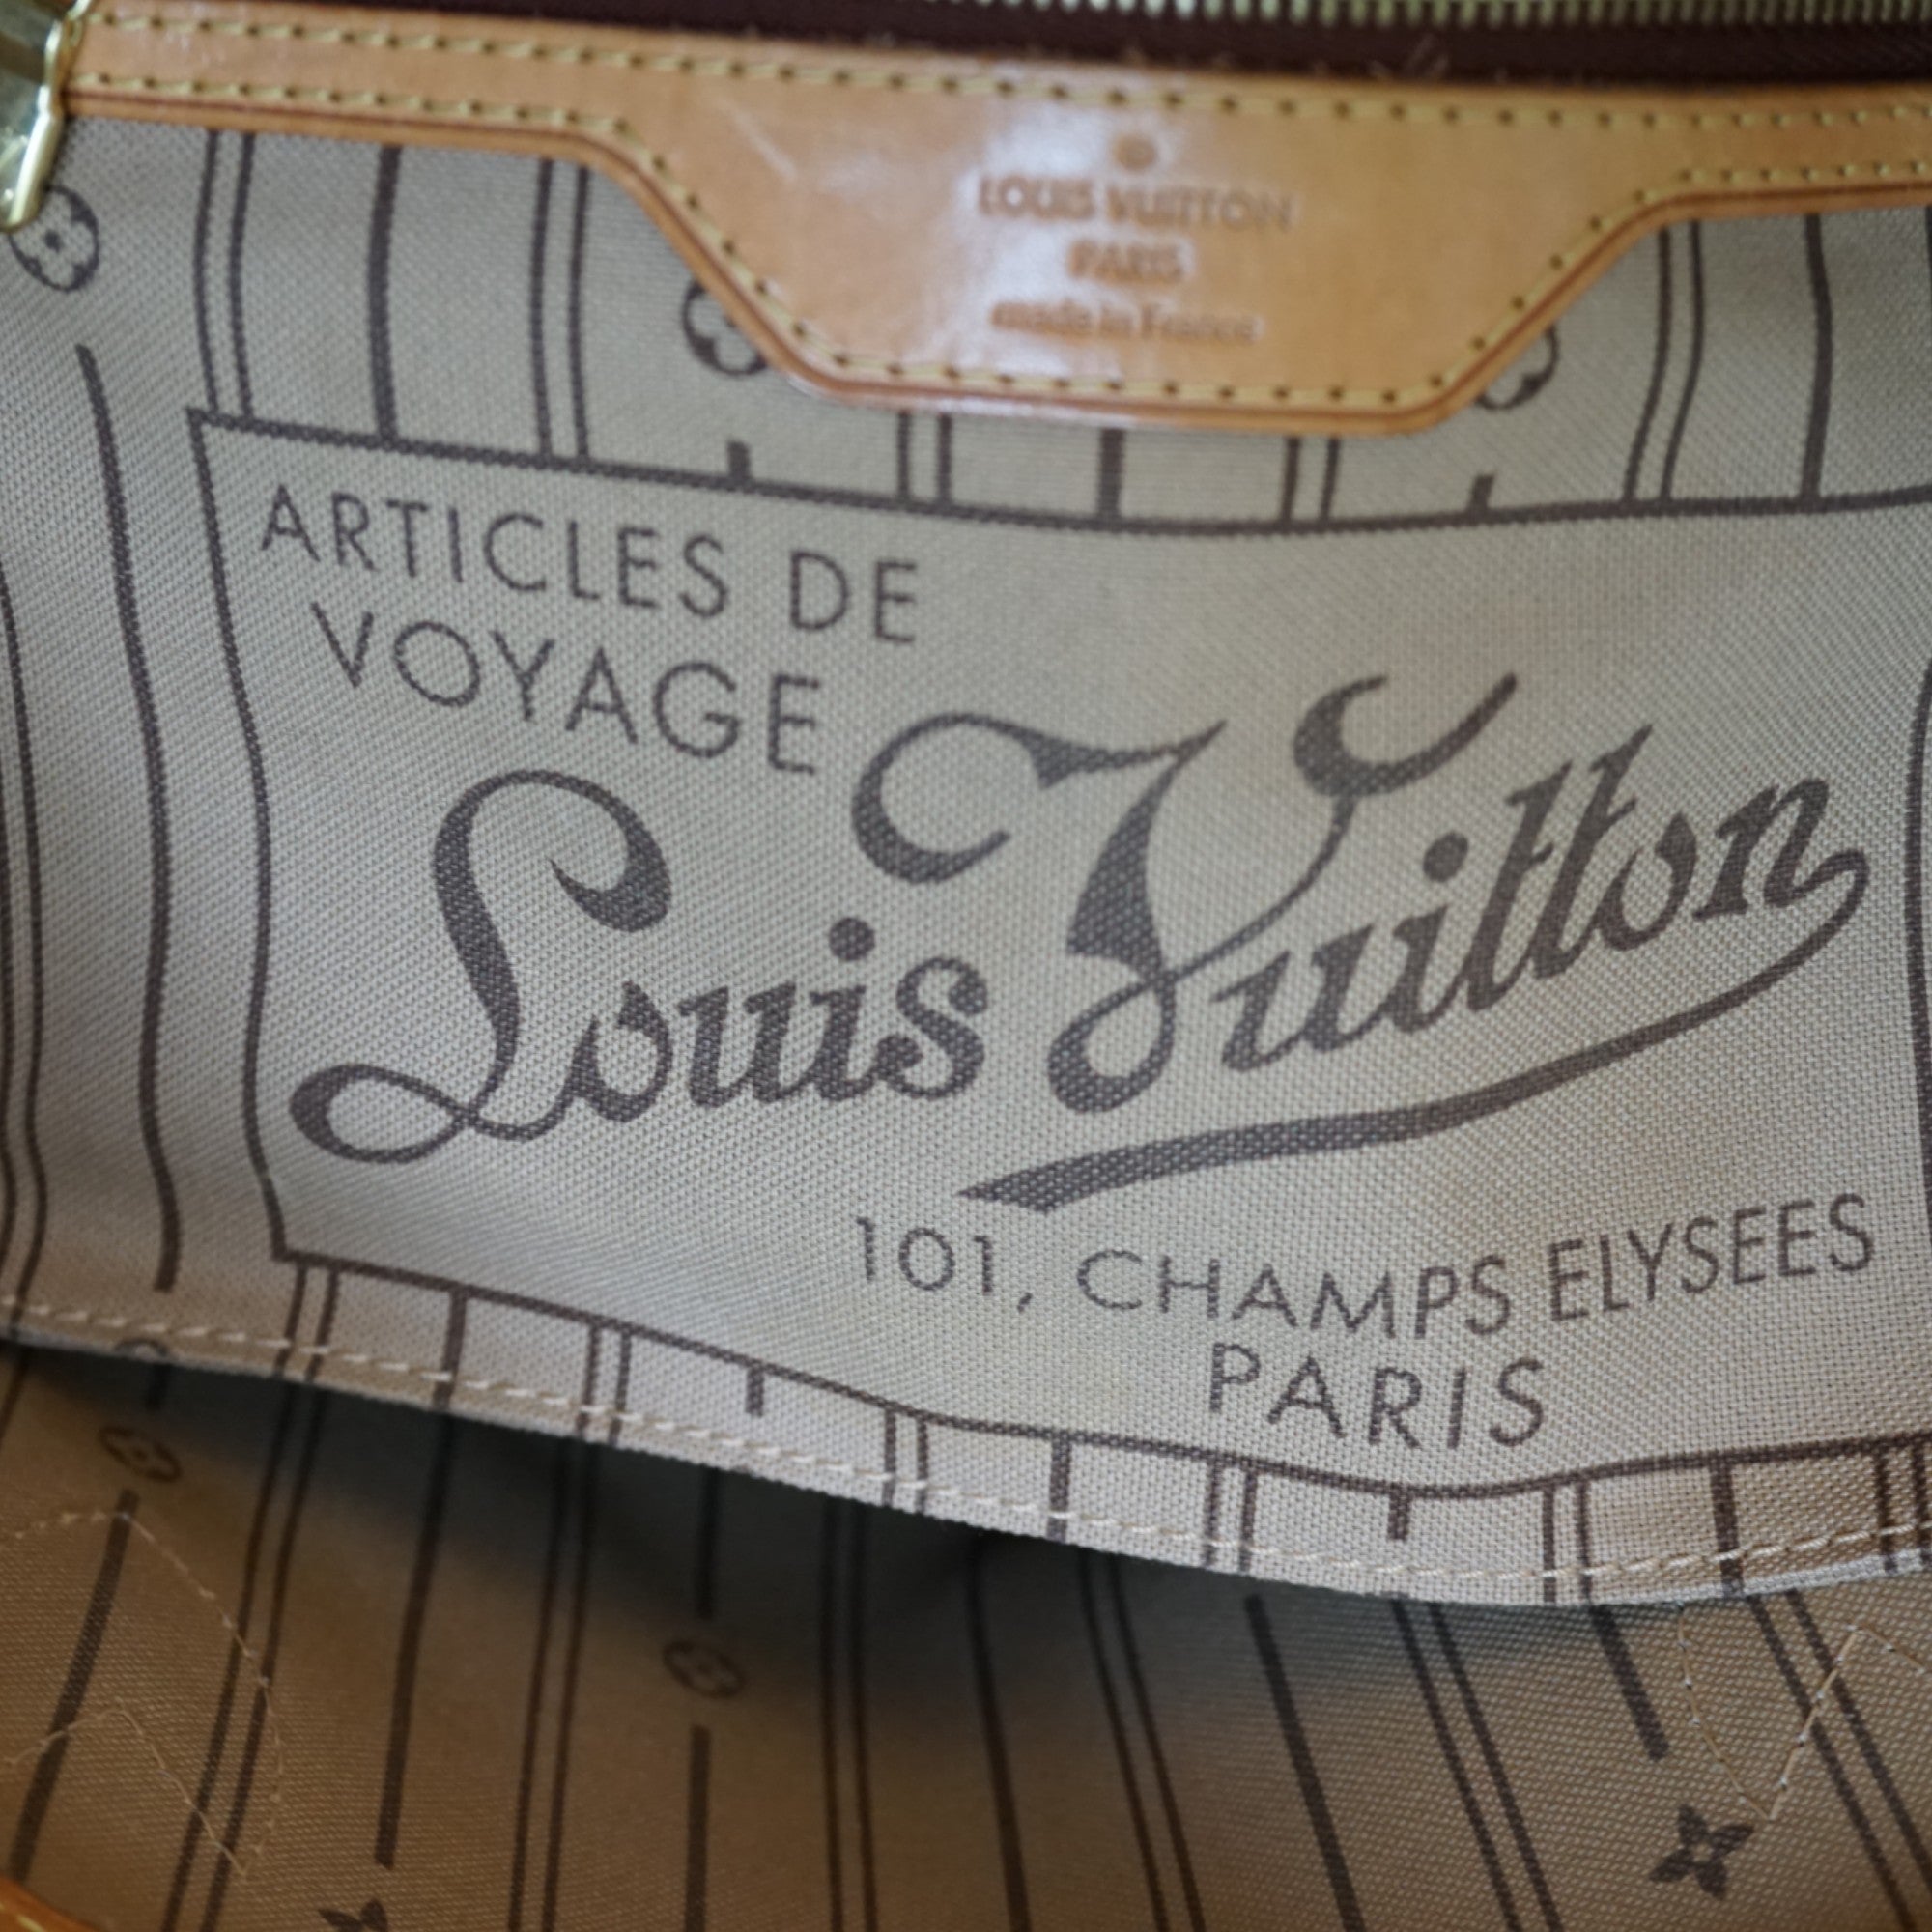 LOUIS VUITTON
PARIS
made in France
ARTICLES DE
VOYAGE
Louis Vuitton
101, CHAMPS ELYSEES
PARIS